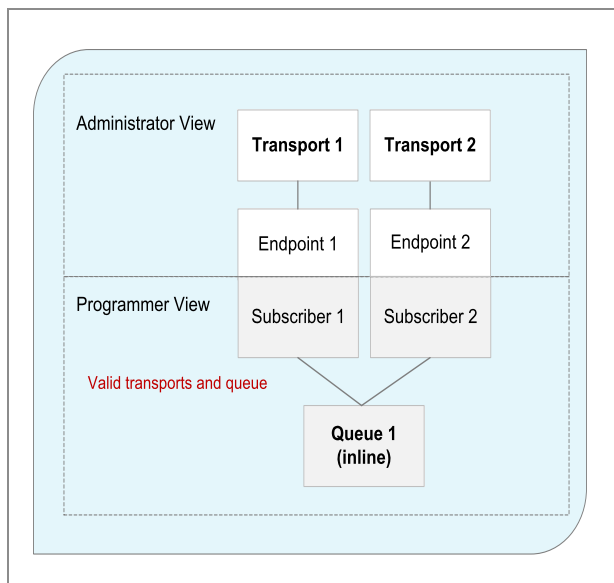 Administrator View
Transport 1
Transport 2
Endpoint 1
Endpoint 2
Programmer View
Subscriber 1
Subscriber 2
Valid transports and queue
Queue 1
(inline)